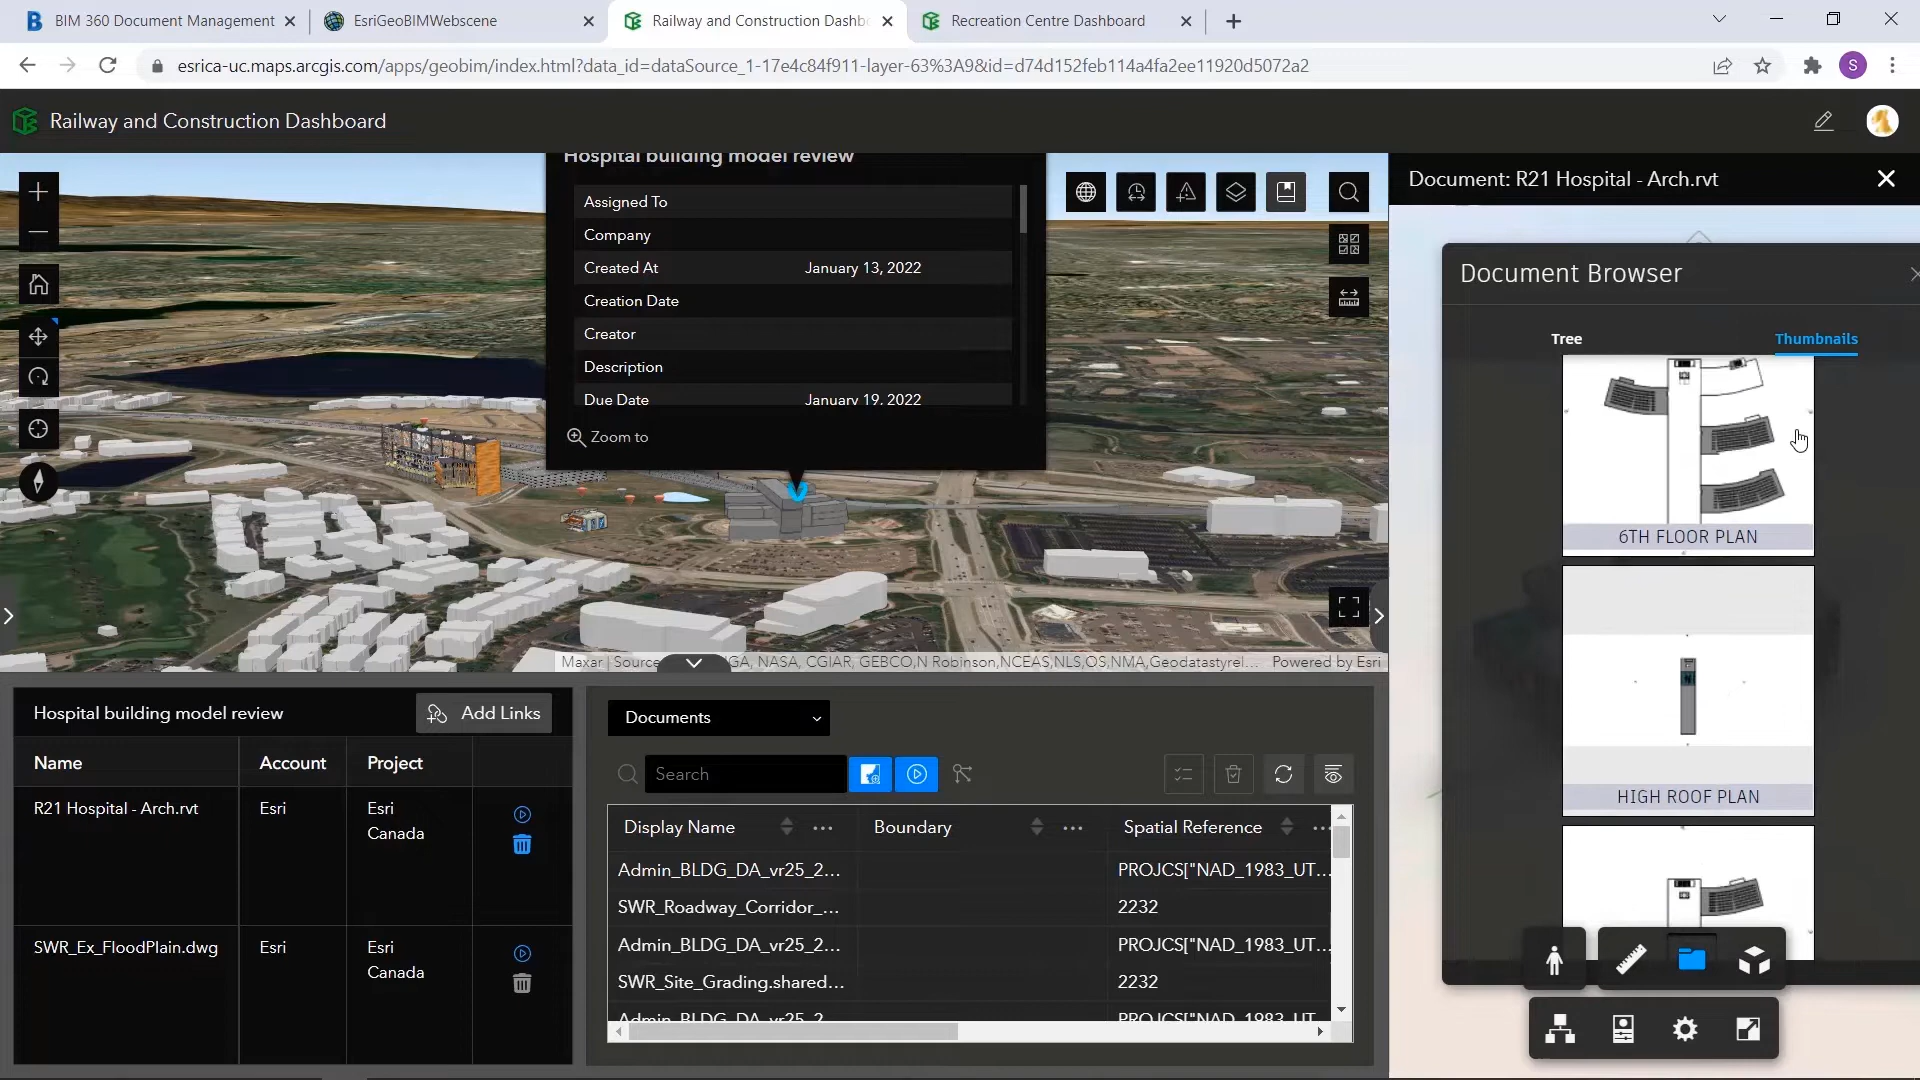 BIM 360 Document Management
EsriGeoBIMWebscene
Railway and Construction Dashb
Recreation Centre Dashboard
esrica-uc.maps.arcgis.com/apps/geobim/index.html?data_id=dataSource_1-17e4c84f911-layer-63%3A9&id=d74d152feb114a4fa2ee11920d5072a2
S
Railway and Construction Dashboard
Hospital building model review
Assigned To
Company
Created At January 13, 2022
Creation Date
Creator
Description
Due Date January 19, 2022
Zoom to
Maxar | Source
GA, NASA, CGIAR, GEBCO,N Robinson,NCEAS,NLS,OS,NMA,Geodatastyrel... Powered by Esri
Document: R21 Hospital - Arch.rvt
Document Browser
Tree Thumbnails
6TH FLOOR PLAN
HIGH ROOF PLAN
Hospital building model review Add Links
Name Account Project
R21 Hospital - Arch.rvt Esri Esri
Canada
SWR_Ex_FloodPlain.dwg Esri Esri
Canada
Documents
Search
Display Name ... Boundary ... Spatial Reference ...
Admin_BLDG_DA_vr25_2... PROJCS["NAD_1983_UT...
SWR_Roadway_Corridor_... 2232
Admin_BLDG_DA_vr25_2... PROJCS["NAD_1983_UT...
SWR_Site_Grading.shared... 2232
Admin_BLDG_DA_vr25_2 PROJCS["NAD_1983_UT